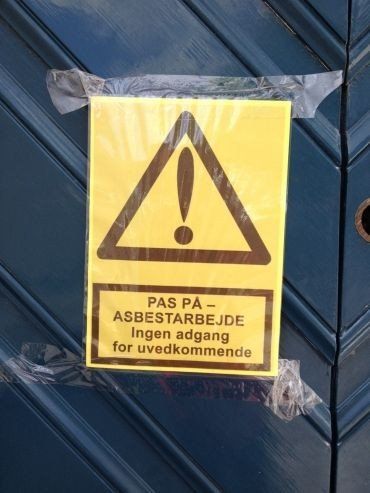 PAS PÅ –
ASBESTARBEJDE
Ingen adgang
for uvedkommende